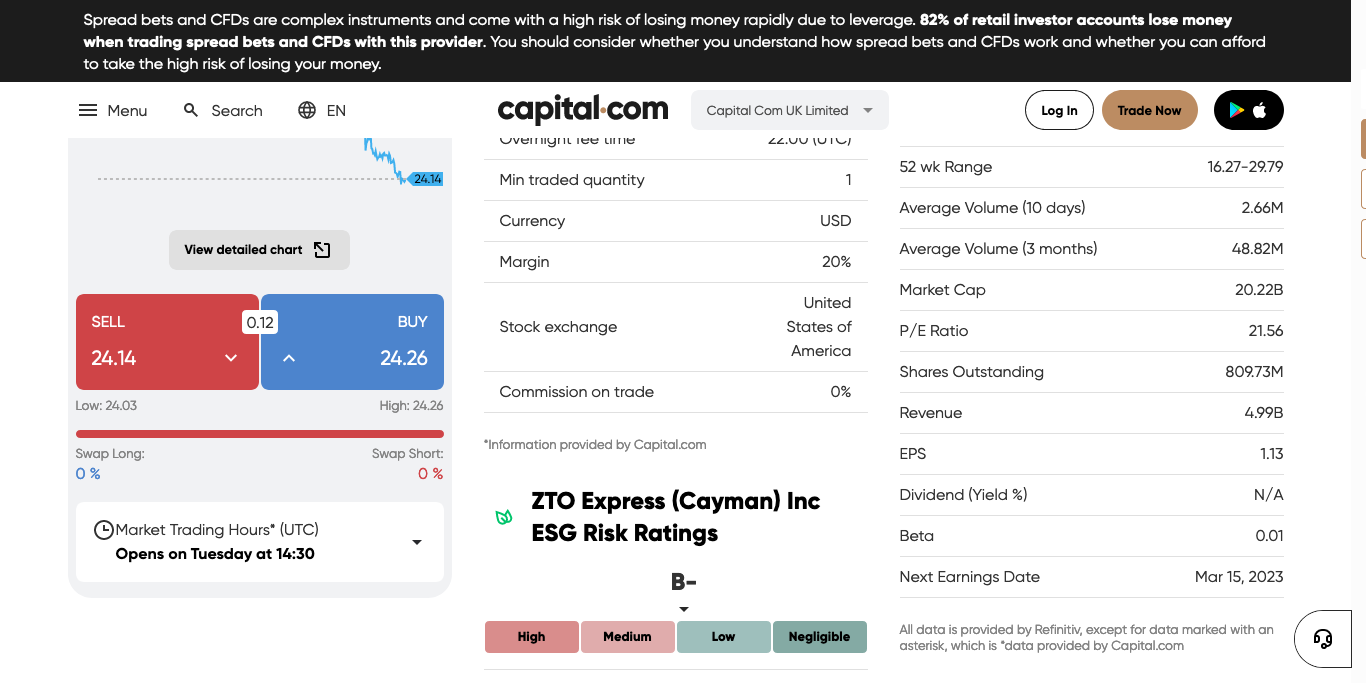 Spread bets and CFDs are complex instruments and come with a high risk of losing money rapidly due to leverage. 82% of retail investor accounts lose money
when trading spread bets and CFDs with this provider. You should consider whether you understand how spread bets and CFDs work and whether you can afford
to take the high risk of losing your money.
Menu
Search
EN
capital.com
Capital Com UK Limited
Log In
Trade Now
24.14
View detailed chart
SELL
24.14
0.12
BUY
24.26
Low: 24.03
High: 24.26
Swap Long:
Swap Short:
0 %
0 %
Market Trading Hours* (UTC)
Opens on Tuesday at 14:30
Overnight fee time 22:00 (UTC)
Min traded quantity 1
Currency USD
Margin 20%
Stock exchange
United
States of
America
Commission on trade 0%
*Information provided by Capital.com
ZTO Express (Cayman) Inc
ESG Risk Ratings
B-
High
Medium
Low
Negligible
52 wk Range 16.27-29.79
Average Volume (10 days) 2.66M
Average Volume (3 months) 48.82M
Market Cap 20.22B
P/E Ratio 21.56
Shares Outstanding 809.73M
Revenue 4.99B
EPS 1.13
Dividend (Yield %) N/A
Beta 0.01
Next Earnings Date Mar 15, 2023
All data is provided by Refinitiv, except for data marked with an
asterisk, which is *data provided by Capital.com